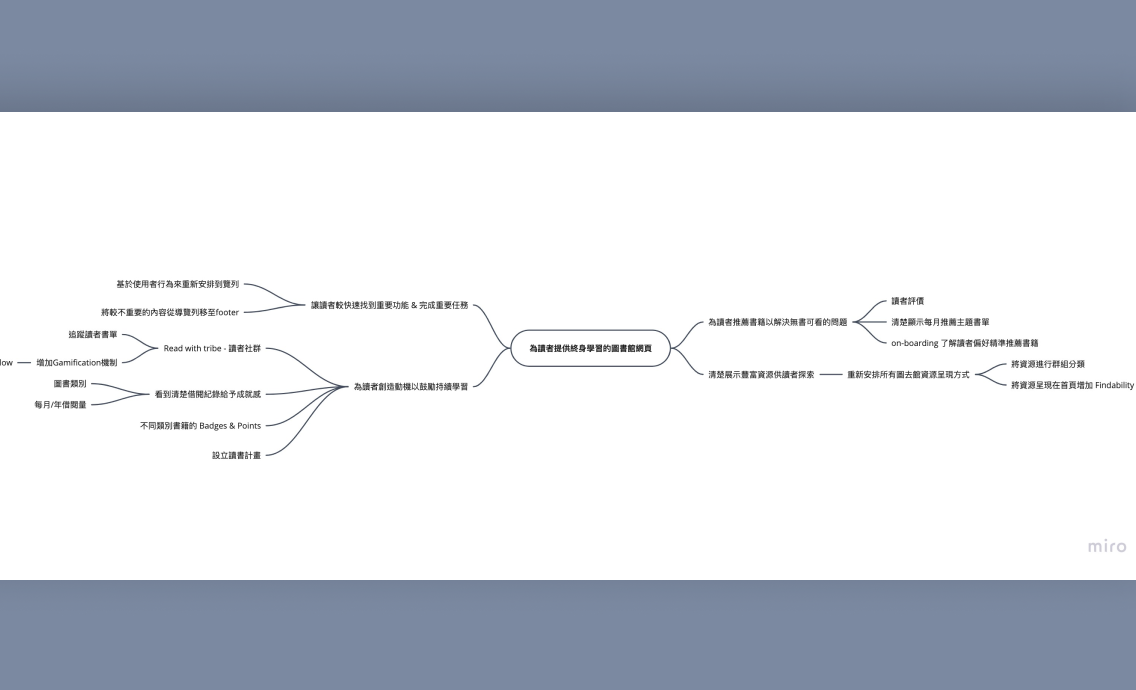 基於使用者行為來重新安排到覽列
讓讀者較快速找到重要功能 & 完成重要任務
將較不重要的內容從導覽列移至footer
追蹤讀者書單
Read with tribe - 讀者社群
low
增加Gamification機制
圖書類別
為讀者創造動機以鼓勵持續學習
看到清楚借閱紀錄給予成就感
每月/年借閱量
不同類別書籍的 Badges & Points
設立讀書計畫
為讀者提供終身學習的圖書館網頁
讀者評價
為讀者推薦書籍以解決無書可看的問題
清楚顯示每月推薦主題書單
on-boarding 了解讀者偏好精準推薦書籍
將資源進行群組分類
清楚展示豐富資源供讀者探索
重新安排所有圖去館資源呈現方式
將資源呈現在首頁增加 Findability
miro